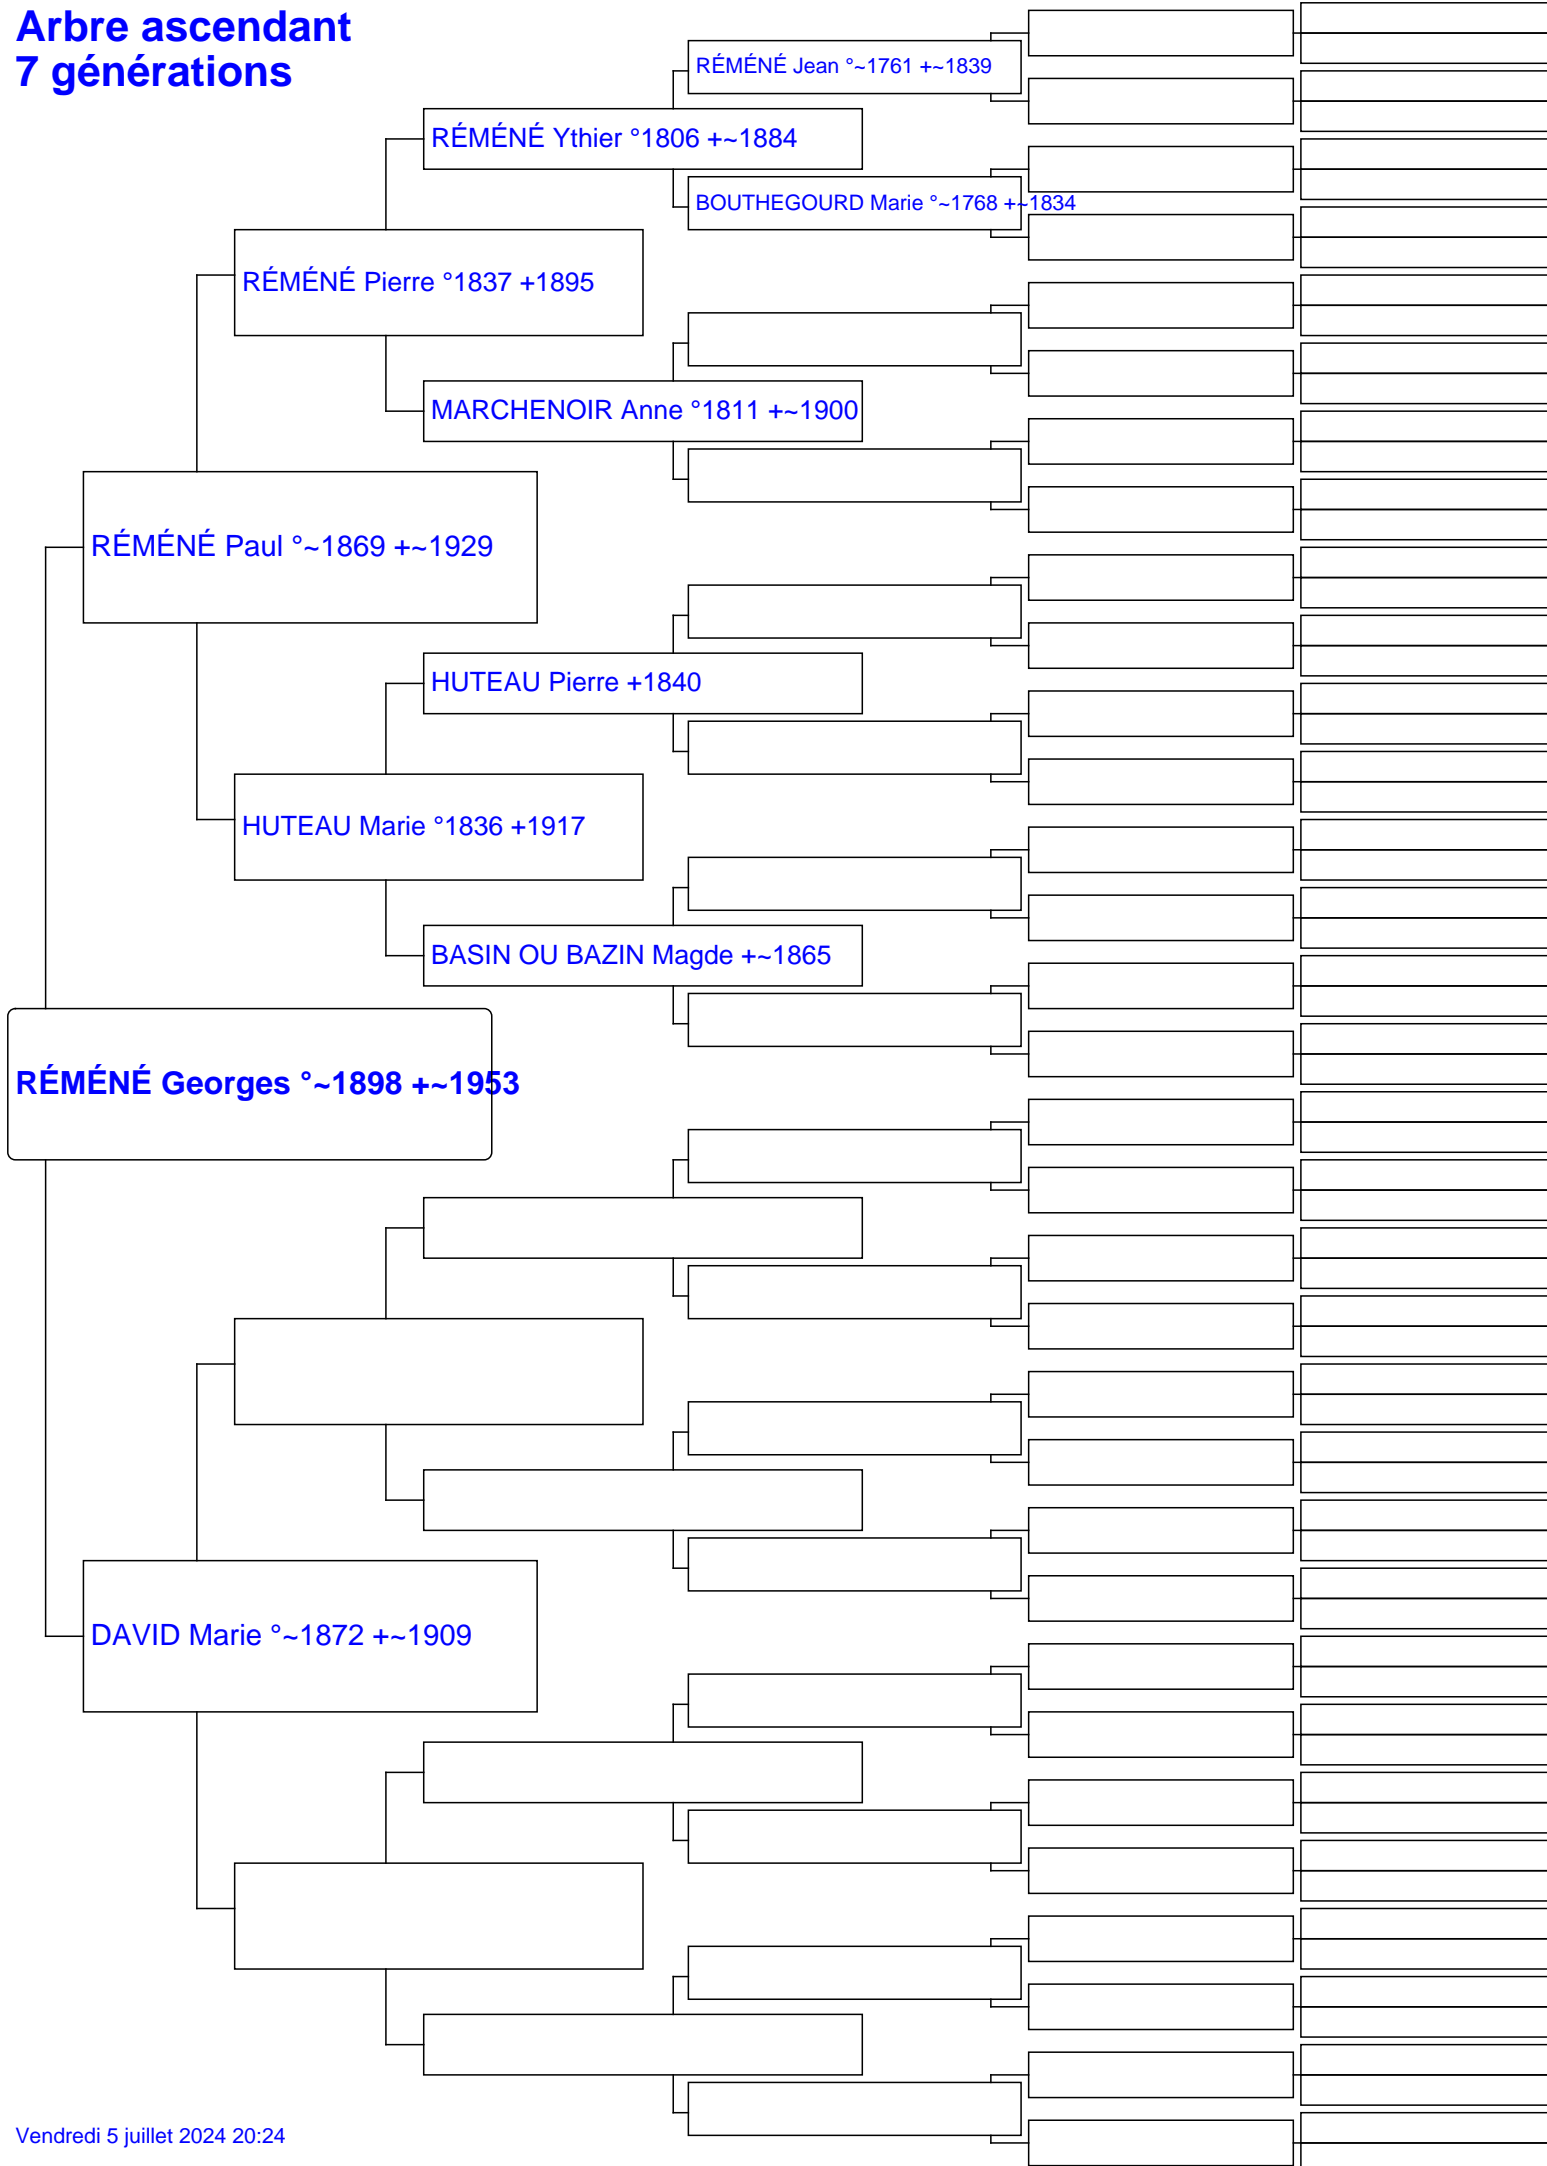 Arbre ascendant
7 générations
RÉMÉNÉ Jean °~1761 +~1839
RÉMÉNÉ Ythier °1806 +~1884
BOUTHEGOURD Marie °~1768 +~1834
RÉMÉNÉ Pierre °1837 +1895
MARCHENOIR Anne °1811 +~1900
RÉMÉNÉ Paul °~1869 +~1929
HUTEAU Pierre +1840
HUTEAU Marie °1836 +1917
BASIN OU BAZIN Magde +~1865
RÉMÉNÉ Georges °~1898 +~1953
DAVID Marie °~1872 +~1909
Vendredi 5 juillet 2024 20:24